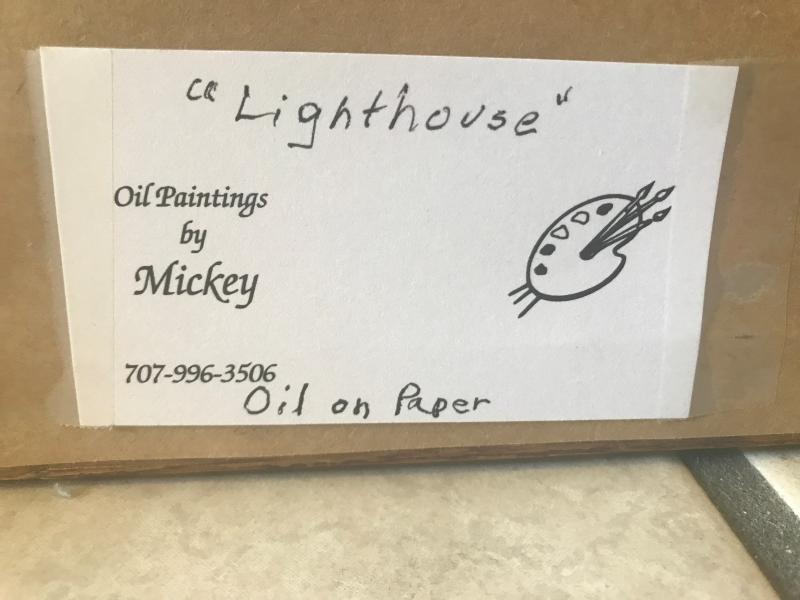 "Lighthouse"
Oil Paintings
by
Mickey
707-996-3506
Oil on Paper